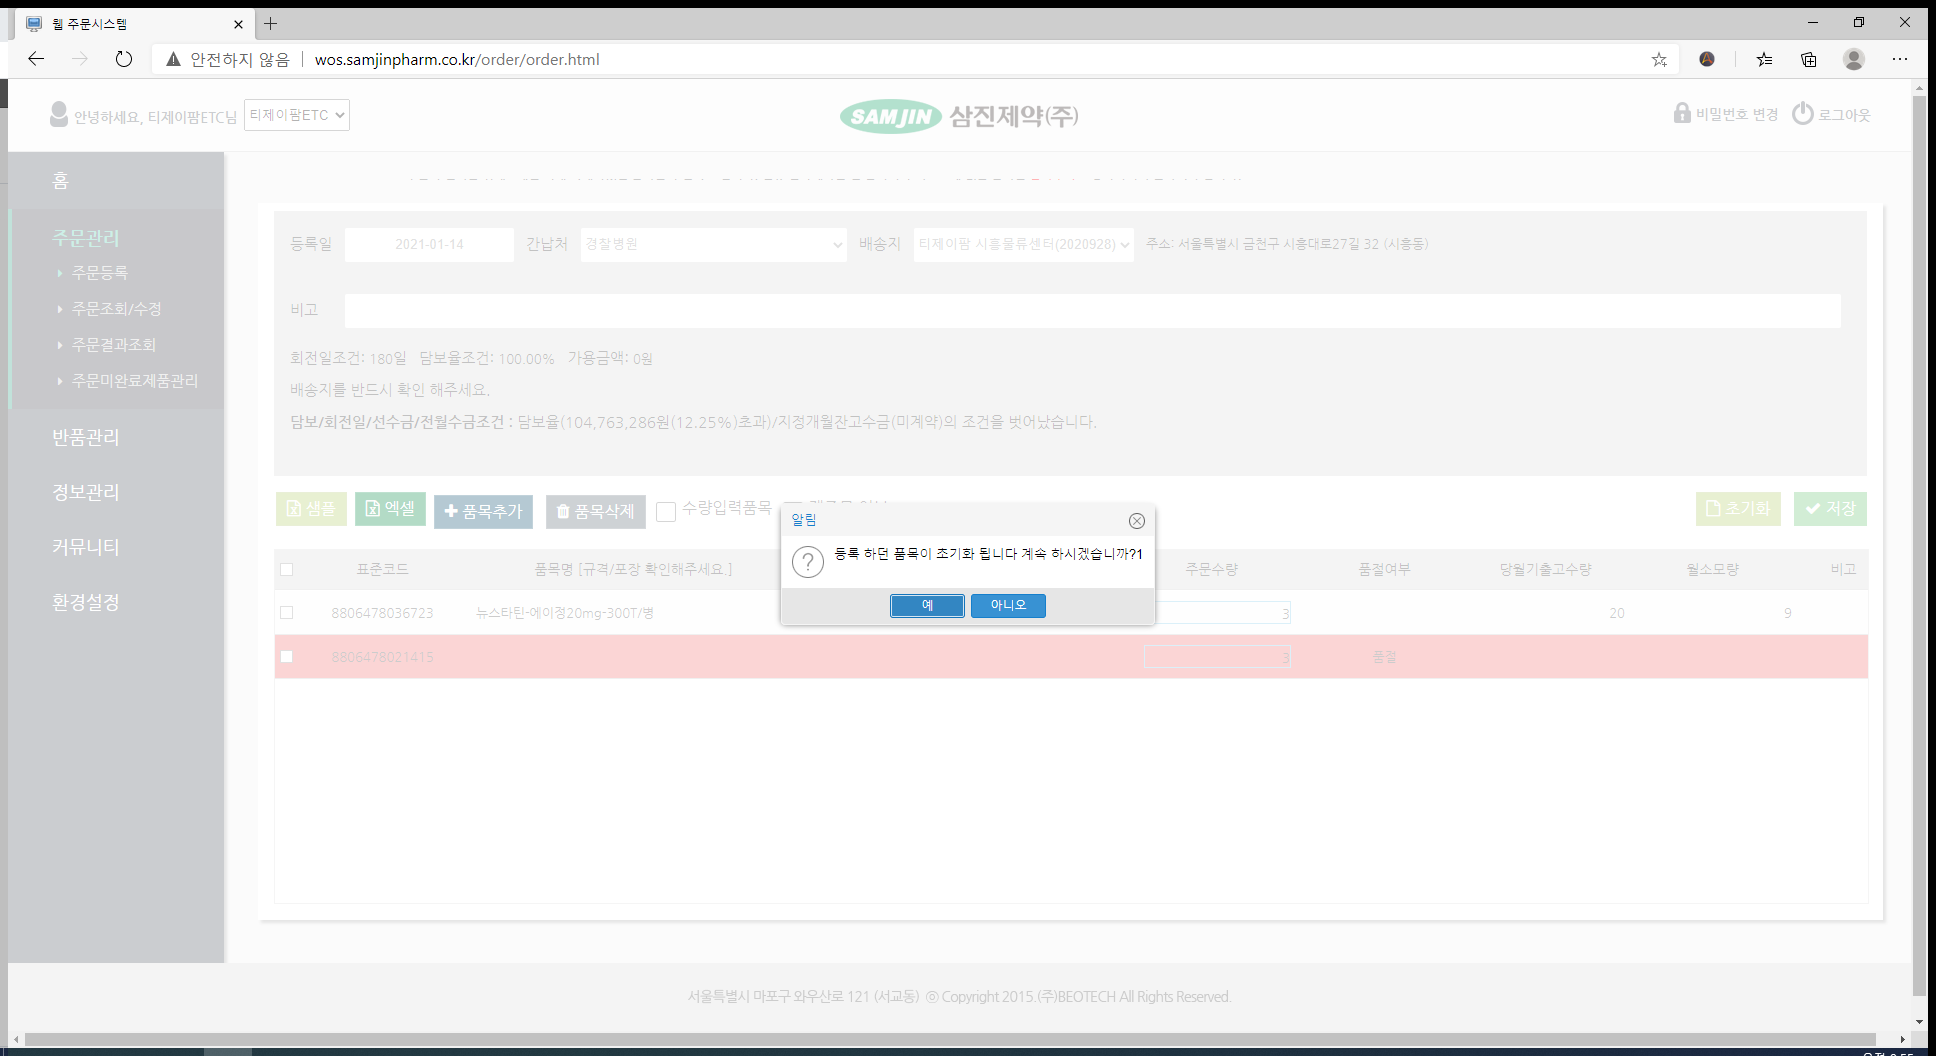 웹 주문시스템
안전하지 않음 wos.samjinpharm.co.kr/order/order.html
안녕하세요, 티제이팜ETC님 티제이팜ETC
SAMJIN 삼진제약(주)
비밀번호 변경 로그아웃
홈
주문관리
주문등록
주문조회/수정
주문결과조회
주문미완료제품관리
반품관리
정보관리
커뮤니티
환경설정
등록일 2021-01-14 간납처 경찰병원 배송지 티제이팜 시흥물류센터(2020928) 주소: 서울특별시 금천구 시흥대로27길 32 (시흥동)
비고
회전일조건: 180일 담보율조건: 100.00% 가용금액: 0원
배송지를 반드시 확인 해주세요.
담보/회전일/선수금/전월수금조건 : 담보율(104,763,286원(12.25%)초과)/지정개월잔고수금(미계약)의 조건을 벗어났습니다.
샘플 엑셀 품목추가 품목삭제 수량입력품목 초기화 저장
알림
등록 하던 품목이 초기화 됩니다 계속 하시겠습니까?1
예 아니오
표준코드 품목명 [규격/포장 확인해주세요.] 주문수량 품절여부 당월기출고수량 월소모량 비고
8806478036723 뉴스타틴-에이정20mg-300T/병 3 20 9
8806478021415 3 품절
서울특별시 마포구 와우산로 121 (서교동) ⓒ Copyright 2015.(주)BEOTECH All Rights Reserved.